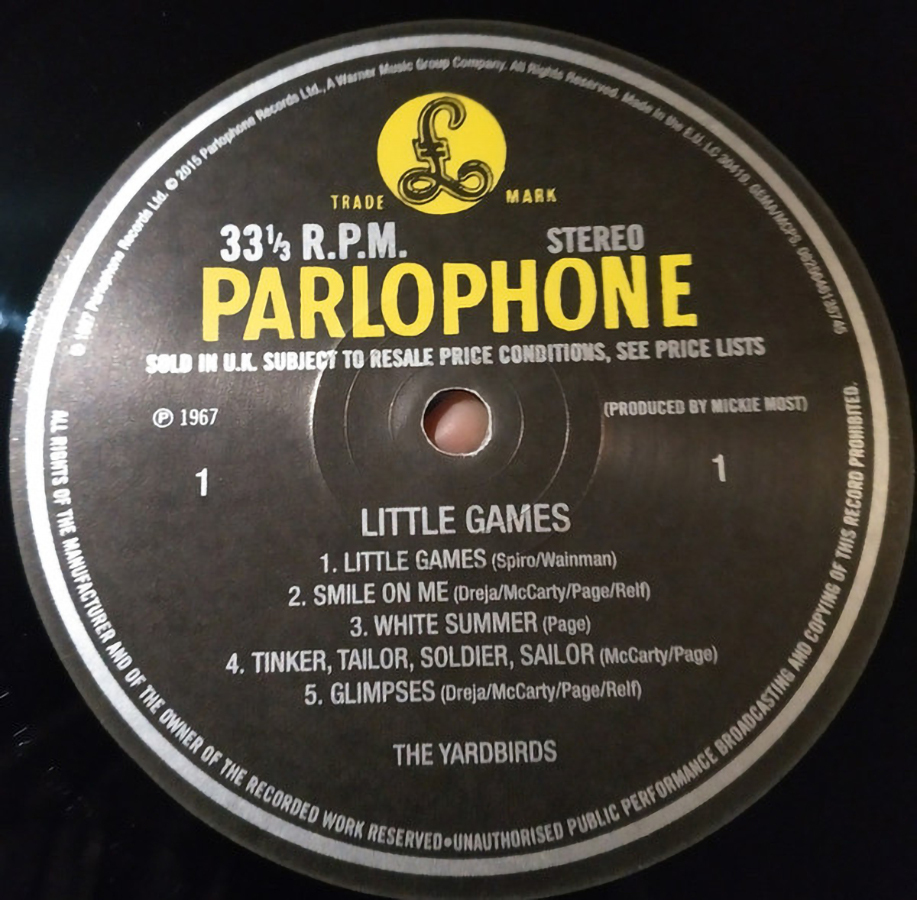 ℗ 1967 Parlophone Records Ltd. © 2015 Parlophone Records Ltd., A Warner Music Group Company. All Rights Reserved. Made in the E.U. LC 30419. GEMA/MCPS.
£
TRADE MARK
33⅓ R.P.M. STEREO
PARLOPHONE
SOLD IN U.K. SUBJECT TO RESALE PRICE CONDITIONS, SEE PRICE LISTS
℗ 1967 (PRODUCED BY MICKIE MOST)
1 1
LITTLE GAMES
1. LITTLE GAMES (Spiro/Wainman)
2. SMILE ON ME (Dreja/McCarty/Page/Relf)
3. WHITE SUMMER (Page)
4. TINKER, TAILOR, SOLDIER, SAILOR (McCarty/Page)
5. GLIMPSES (Dreja/McCarty/Page/Relf)
THE YARDBIRDS
ALL RIGHTS OF THE MANUFACTURER AND OF THE OWNER OF THE RECORDED WORK RESERVED•UNAUTHORISED PUBLIC PERFORMANCE BROADCASTING AND COPYING OF THIS RECORD PROHIBITED.